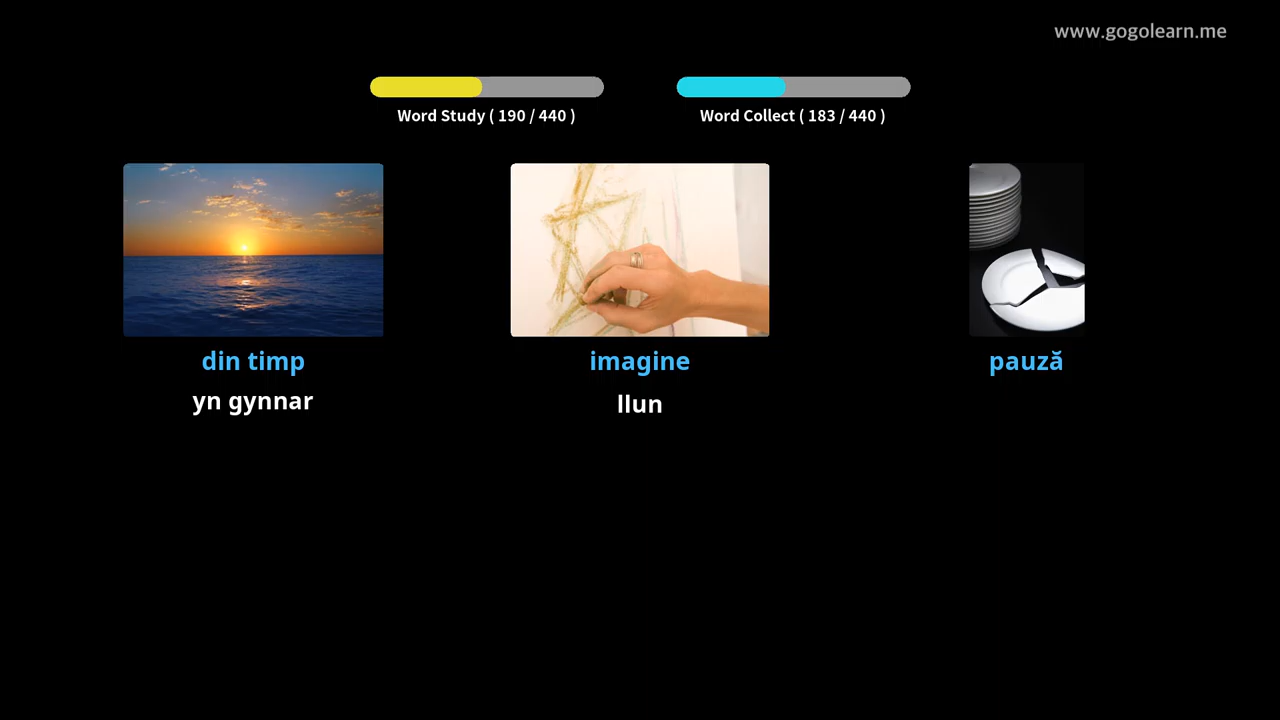 www.gogolearn.me
Word Study ( 190 / 440 )
Word Collect ( 183 / 440 )
din timp
imagine
pauză
yn gynnar
llun